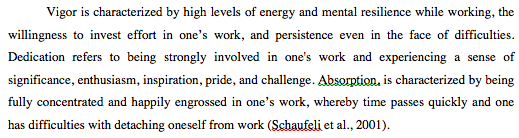 Vigor is characterized by high levels of energy and mental resilience while working, the
willingness to invest effort in one’s work, and persistence even in the face of difficulties.
Dedication refers to being strongly involved in one's work and experiencing a sense of
significance, enthusiasm, inspiration, pride, and challenge. Absorption, is characterized by being
fully concentrated and happily engrossed in one’s work, whereby time passes quickly and one
has difficulties with detaching oneself from work (Schaufeli et al., 2001).